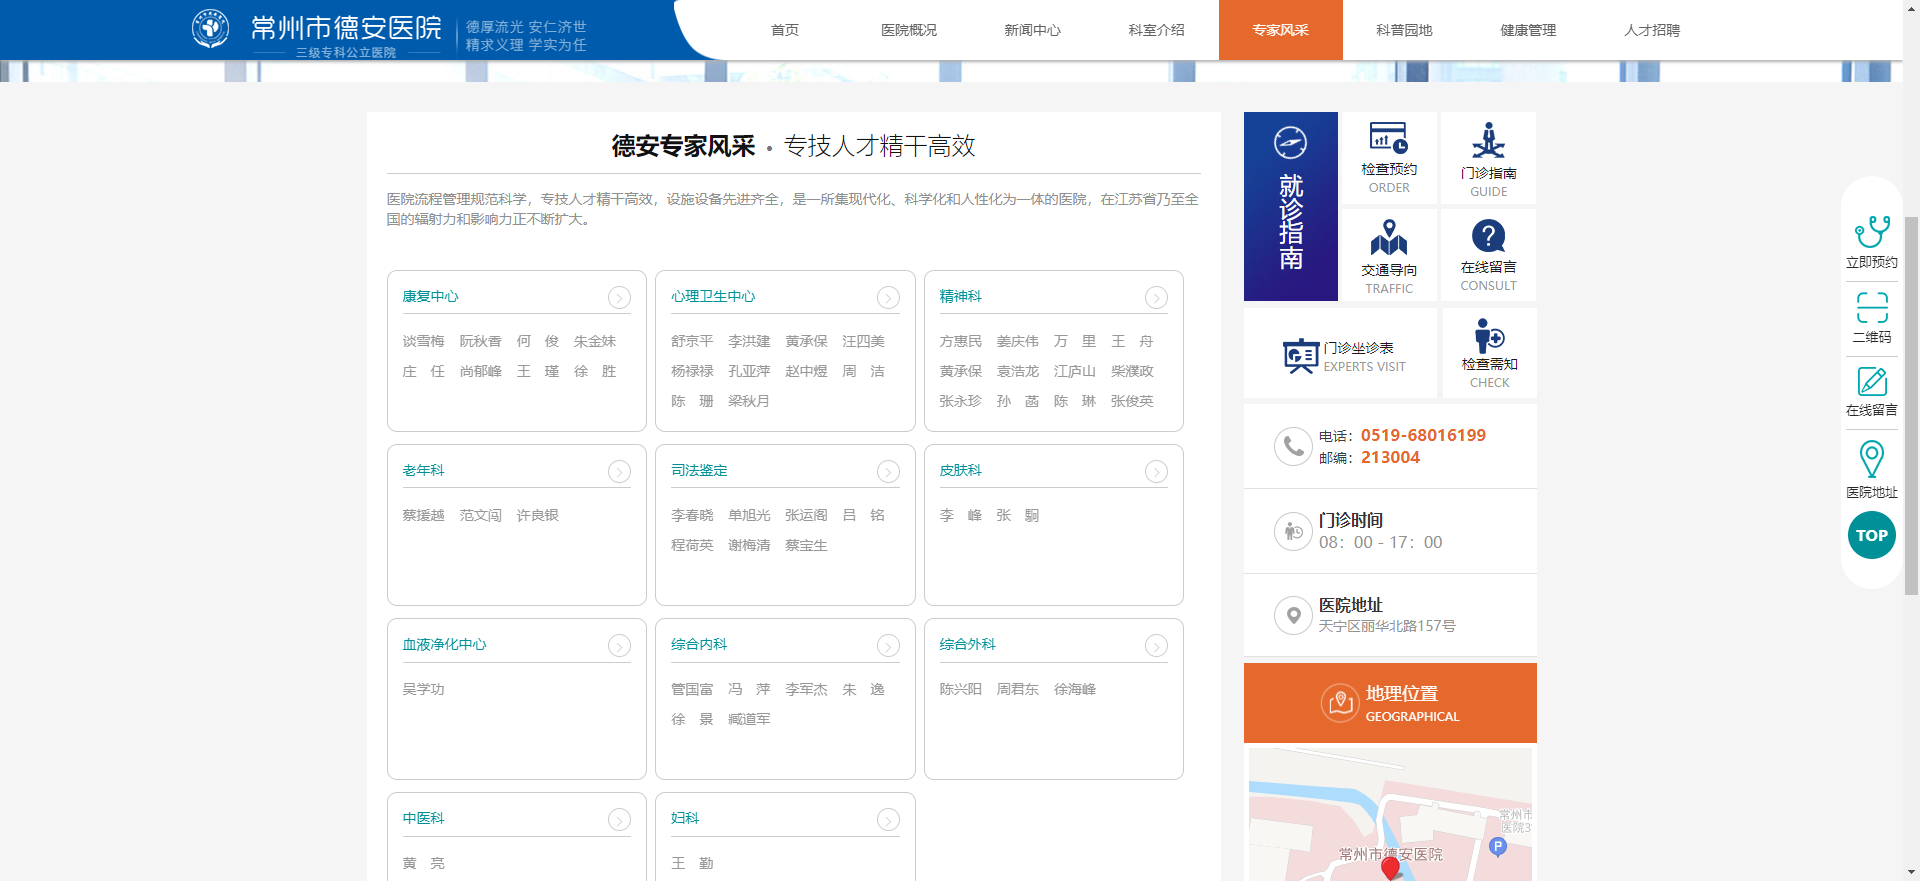 常州市德安医院
三级专科公立医院
德厚流光 安仁济世
精求义理 学实为任
首页
医院概况
新闻中心
科室介绍
专家风采
科普园地
健康管理
人才招聘
德安专家风采 • 专技人才精干高效
医院流程管理规范科学，专技人才精干高效，设施设备先进齐全，是一所集现代化、科学化和人性化为一体的医院，在江苏省乃至全
国的辐射力和影响力正不断扩大。
康复中心
谈雪梅 阮秋香 何 俊 朱金妹
庄 任 尚郁峰 王 瑾 徐 胜
心理卫生中心
舒京平 李洪建 黄承保 汪四美
杨禄禄 孔亚萍 赵中煜 周 洁
陈 珊 梁秋月
精神科
方惠民 姜庆伟 万 里 王 舟
黄承保 袁浩龙 江庐山 柴濮政
张永珍 孙 菡 陈 琳 张俊英
老年科
蔡援越 范文闯 许良银
司法鉴定
李春晓 单旭光 张运阁 吕 铭
程荷英 谢梅清 蔡宝生
皮肤科
李 峰 张 駉
血液净化中心
吴学功
综合内科
管国富 冯 萍 李军杰 朱 逸
徐 景 臧道军
综合外科
陈兴阳 周君东 徐海峰
中医科
黄 亮
妇科
王 勤
就诊指南
检查预约
ORDER
门诊指南
GUIDE
交通导向
TRAFFIC
在线留言
CONSULT
门诊坐诊表
EXPERTS VISIT
检查需知
CHECK
电话：0519-68016199
邮编：213004
门诊时间
08：00 - 17：00
医院地址
天宁区丽华北路157号
地理位置
GEOGRAPHICAL
常州市
医院3
P
常州市德安医院
立即预约
二维码
在线留言
医院地址
TOP